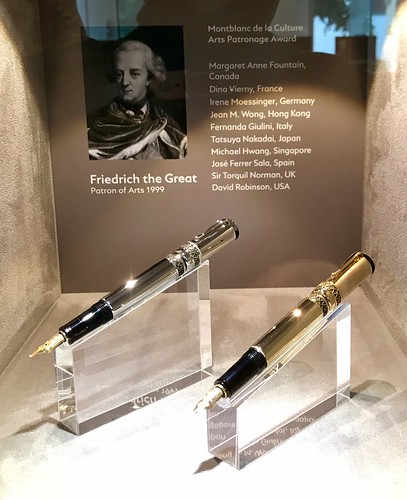 Montblanc de la Culture
Arts Patronage Award
Margaret Anne Fountain,
Canada
Dina Vierny, France
Irene Moessinger, Germany
Jean M. Wong, Hong Kong
Fernanda Giulini, Italy
Tatsuya Nakadai, Japan
Michael Hwang, Singapore
José Ferrer Sala, Spain
Sir Torquil Norman, UK
David Robinson, USA
Friedrich the Great
Patron of Arts 1999